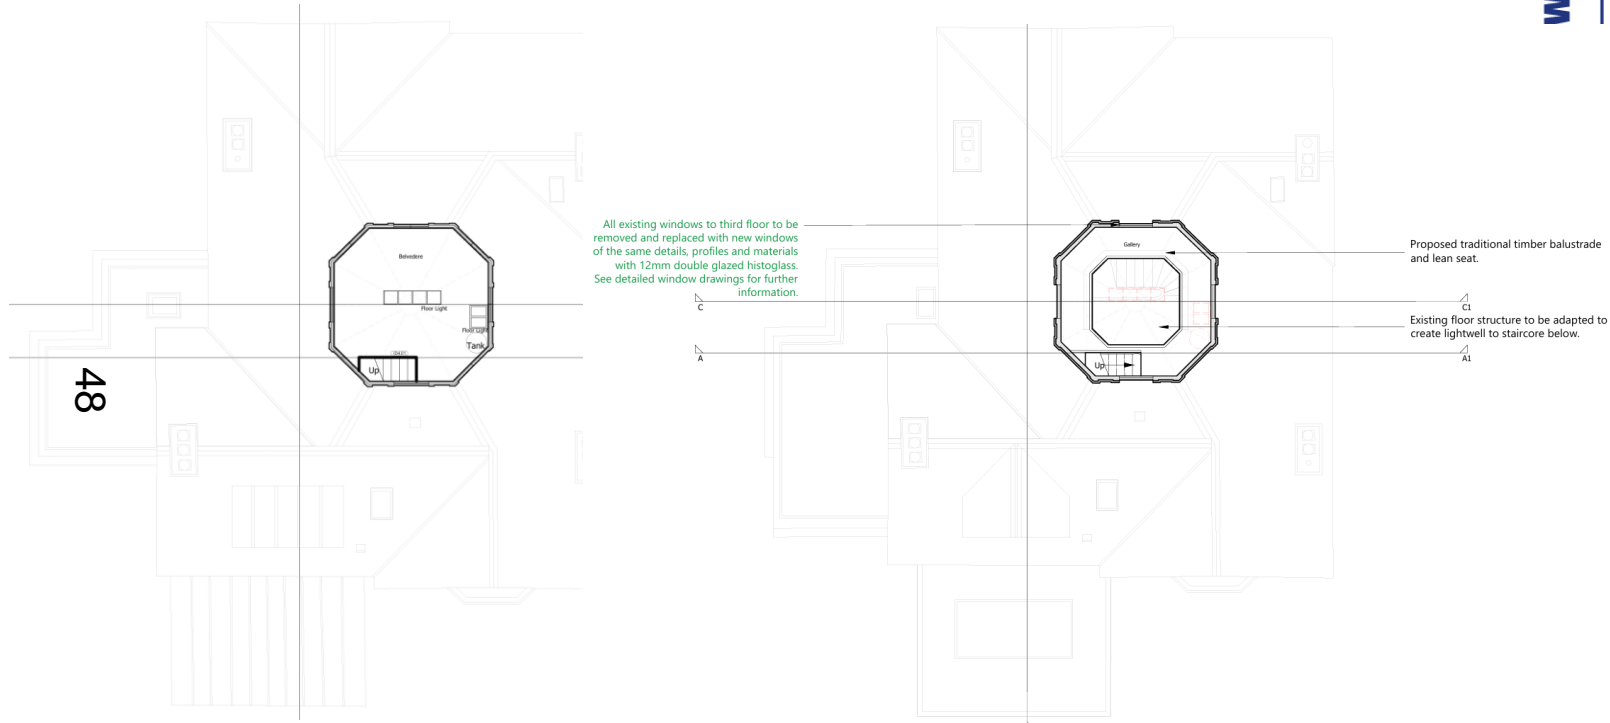 W
Belvedere
Floor Light
Floor Light
Tank
Up
48
All existing windows to third floor to be
removed and replaced with new windows
of the same details, profiles and materials
with 12mm double glazed histoglass.
See detailed window drawings for further
information.
Gallery
Up
Proposed traditional timber balustrade
and lean seat.
C
C1
Existing floor structure to be adapted to
create lightwell to staircore below.
A
A1